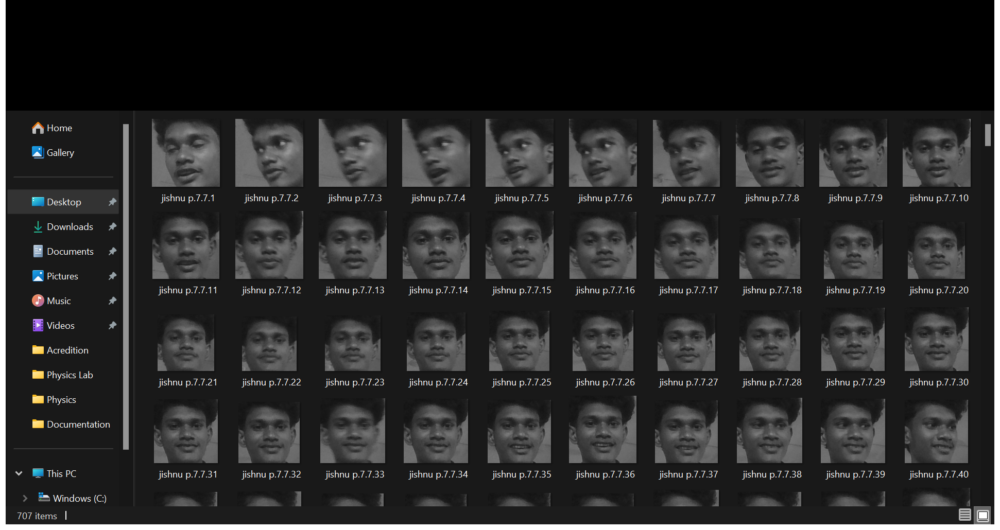 Home
Gallery
Desktop
Downloads
Documents
Pictures
Music
Videos
Acredition
Physics Lab
Physics
Documentation
This PC
Windows (C:)
jishnu p.7.7.1 jishnu p.7.7.2 jishnu p.7.7.3 jishnu p.7.7.4 jishnu p.7.7.5 jishnu p.7.7.6 jishnu p.7.7.7 jishnu p.7.7.8 jishnu p.7.7.9 jishnu p.7.7.10
jishnu p.7.7.11 jishnu p.7.7.12 jishnu p.7.7.13 jishnu p.7.7.14 jishnu p.7.7.15 jishnu p.7.7.16 jishnu p.7.7.17 jishnu p.7.7.18 jishnu p.7.7.19 jishnu p.7.7.20
jishnu p.7.7.21 jishnu p.7.7.22 jishnu p.7.7.23 jishnu p.7.7.24 jishnu p.7.7.25 jishnu p.7.7.26 jishnu p.7.7.27 jishnu p.7.7.28 jishnu p.7.7.29 jishnu p.7.7.30
jishnu p.7.7.31 jishnu p.7.7.32 jishnu p.7.7.33 jishnu p.7.7.34 jishnu p.7.7.35 jishnu p.7.7.36 jishnu p.7.7.37 jishnu p.7.7.38 jishnu p.7.7.39 jishnu p.7.7.40
707 items